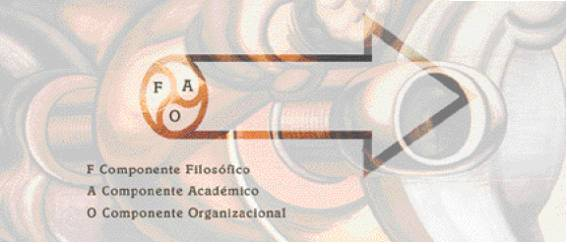 F A
O
F Componente Filosófico
A Componente Académico
O Componente Organizacional